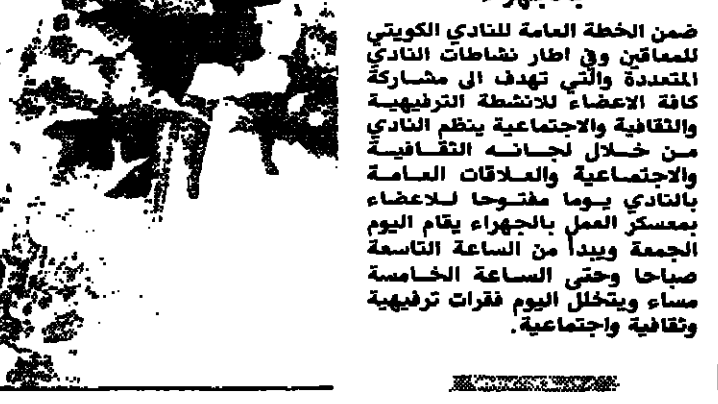 ضمن الخطة العامة للنادي الكويتي
للمعاقين وفي اطار نشاطات النادي
المتعددة والتي تهدف الى مشاركة
كافة الاعضاء للانشطة الترفيهية
والثقافية والاجتماعية ينظم النادي
من خلال لجانه الثقافية
والاجتماعية والعلاقات العامة
بالنادي يوما مفتوحا للاعضاء
بمعسكر العمل بالجهراء يقام اليوم
الجمعة ويبدأ من الساعة التاسعة
صباحا وحتى الساعة الخامسة
مساء ويتخلل اليوم فقرات ترفيهية
وثقافية واجتماعية.